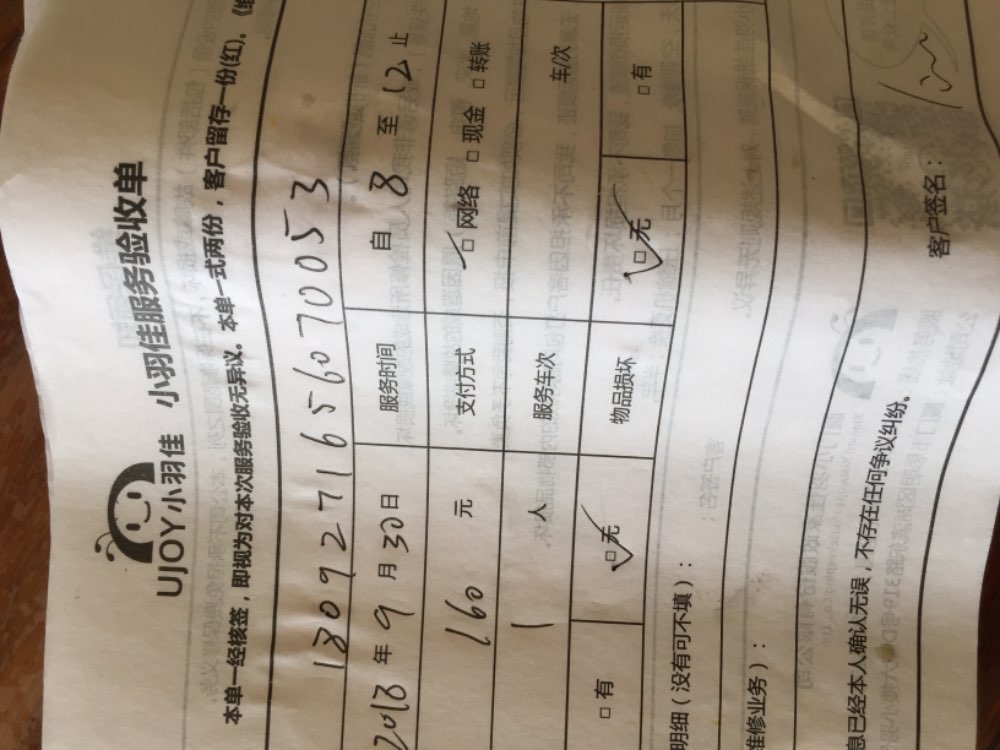 UJOY小羽佳 小羽佳服务验收单
本单一经核签，即视为对本次服务验收无异议。本单一式两份，客户留存一份(红)。
1809271656070053
2018年9月30日 服务时间 自 8 至 12 止
160 元 支付方式 ☑网络 □现金 □转账
1 人 服务车次 车/次
□有 ☑无 物品损坏 ☑无 □有
明细（没有可不填）：
维修业务）：
息已经本人确认无误，不存在任何争议纠纷。
客户签名：